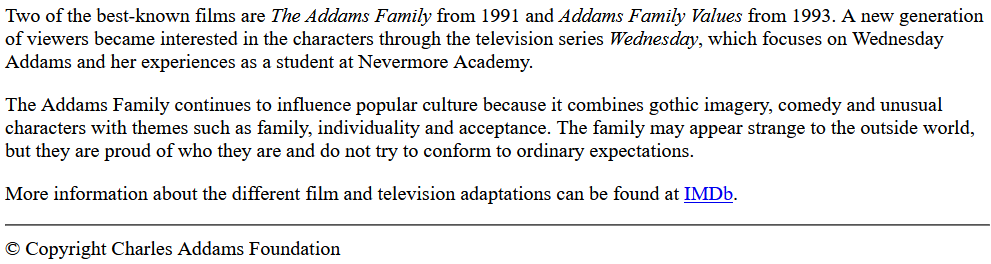 Two of the best-known films are The Addams Family from 1991 and Addams Family Values from 1993. A new generation
of viewers became interested in the characters through the television series Wednesday, which focuses on Wednesday
Addams and her experiences as a student at Nevermore Academy.
The Addams Family continues to influence popular culture because it combines gothic imagery, comedy and unusual
characters with themes such as family, individuality and acceptance. The family may appear strange to the outside world,
but they are proud of who they are and do not try to conform to ordinary expectations.
More information about the different film and television adaptations can be found at IMDb.
© Copyright Charles Addams Foundation